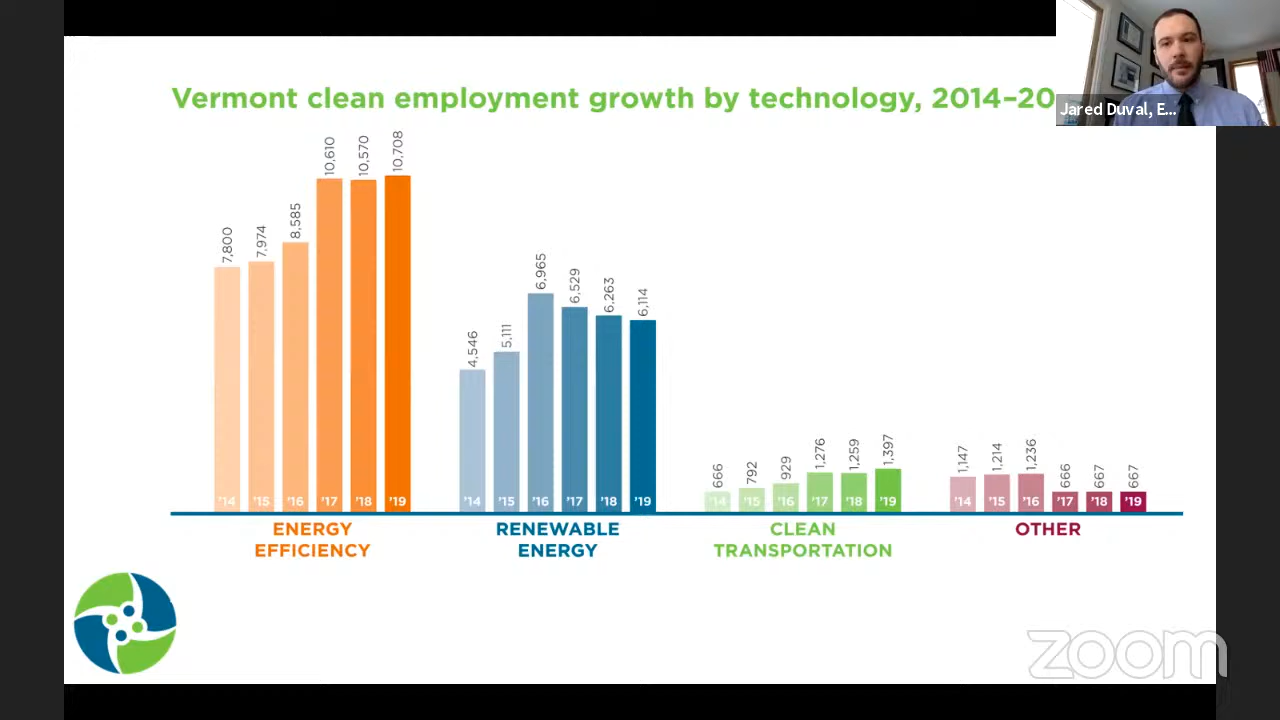 Vermont clean employment growth by technology, 2014–20
Jared Duval, E...
7,800
7,974
8,585
10,610
10,570
10,708
4,546
5,111
6,965
6,529
6,263
6,114
666
792
929
1,276
1,259
1,397
1,147
1,214
1,236
666
667
667
'14 '15 '16 '17 '18 '19
'14 '15 '16 '17 '18 '19
'14 '15 '16 '17 '18 '19
'14 '15 '16 '17 '18 '19
ENERGY
EFFICIENCY
RENEWABLE
ENERGY
CLEAN
TRANSPORTATION
OTHER
zoom